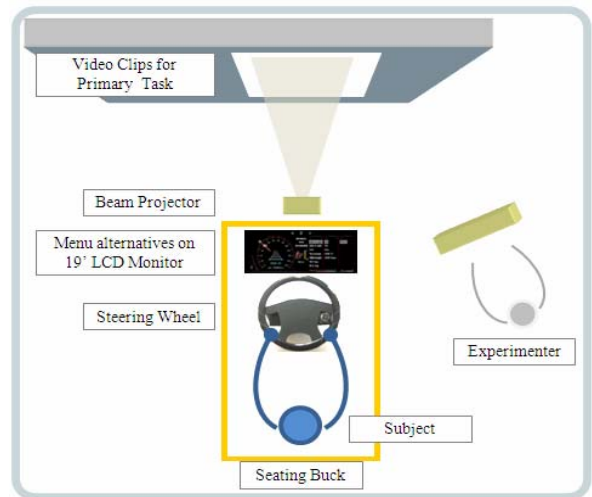 Video Clips for
Primary Task
Beam Projector
Menu alternatives on
19' LCD Monitor
Steering Wheel
Experimenter
Subject
Seating Buck